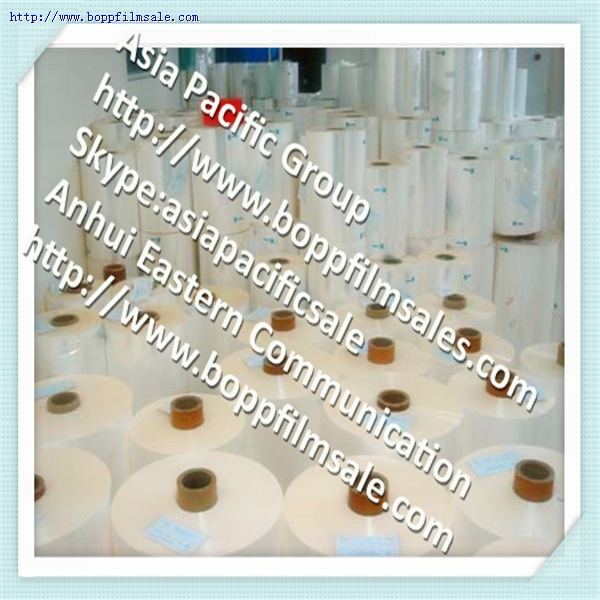 http://www.boppfilmsale.com
Asia Pacific Group
http://www.boppfilmsales.com
Skype:asiapacificsale
Anhui Eastern Communication
http://www.boppfilmsale.com